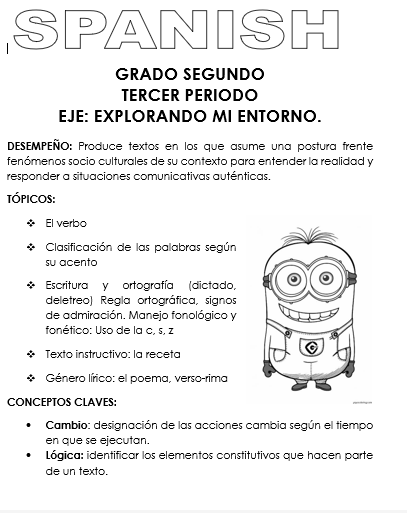 SPANISH
GRADO SEGUNDO
TERCER PERIODO
EJE: EXPLORANDO MI ENTORNO.
DESEMPEÑO: Produce textos en los que asume una postura frente
fenómenos socio culturales de su contexto para entender la realidad y
responder a situaciones comunicativas auténticas.
TÓPICOS:
❖ El verbo
❖ Clasificación de las palabras según
su acento
❖ Escritura y ortografía (dictado,
deletreo) Regla ortográfica, signos
de admiración. Manejo fonológico y
fonético: Uso de la c, s, z
❖ Texto instructivo: la receta
❖ Género lírico: el poema, verso-rima
CONCEPTOS CLAVES:
• Cambio: designación de las acciones cambia según el tiempo
en que se ejecutan.
• Lógica: identificar los elementos constitutivos que hacen parte
de un texto.